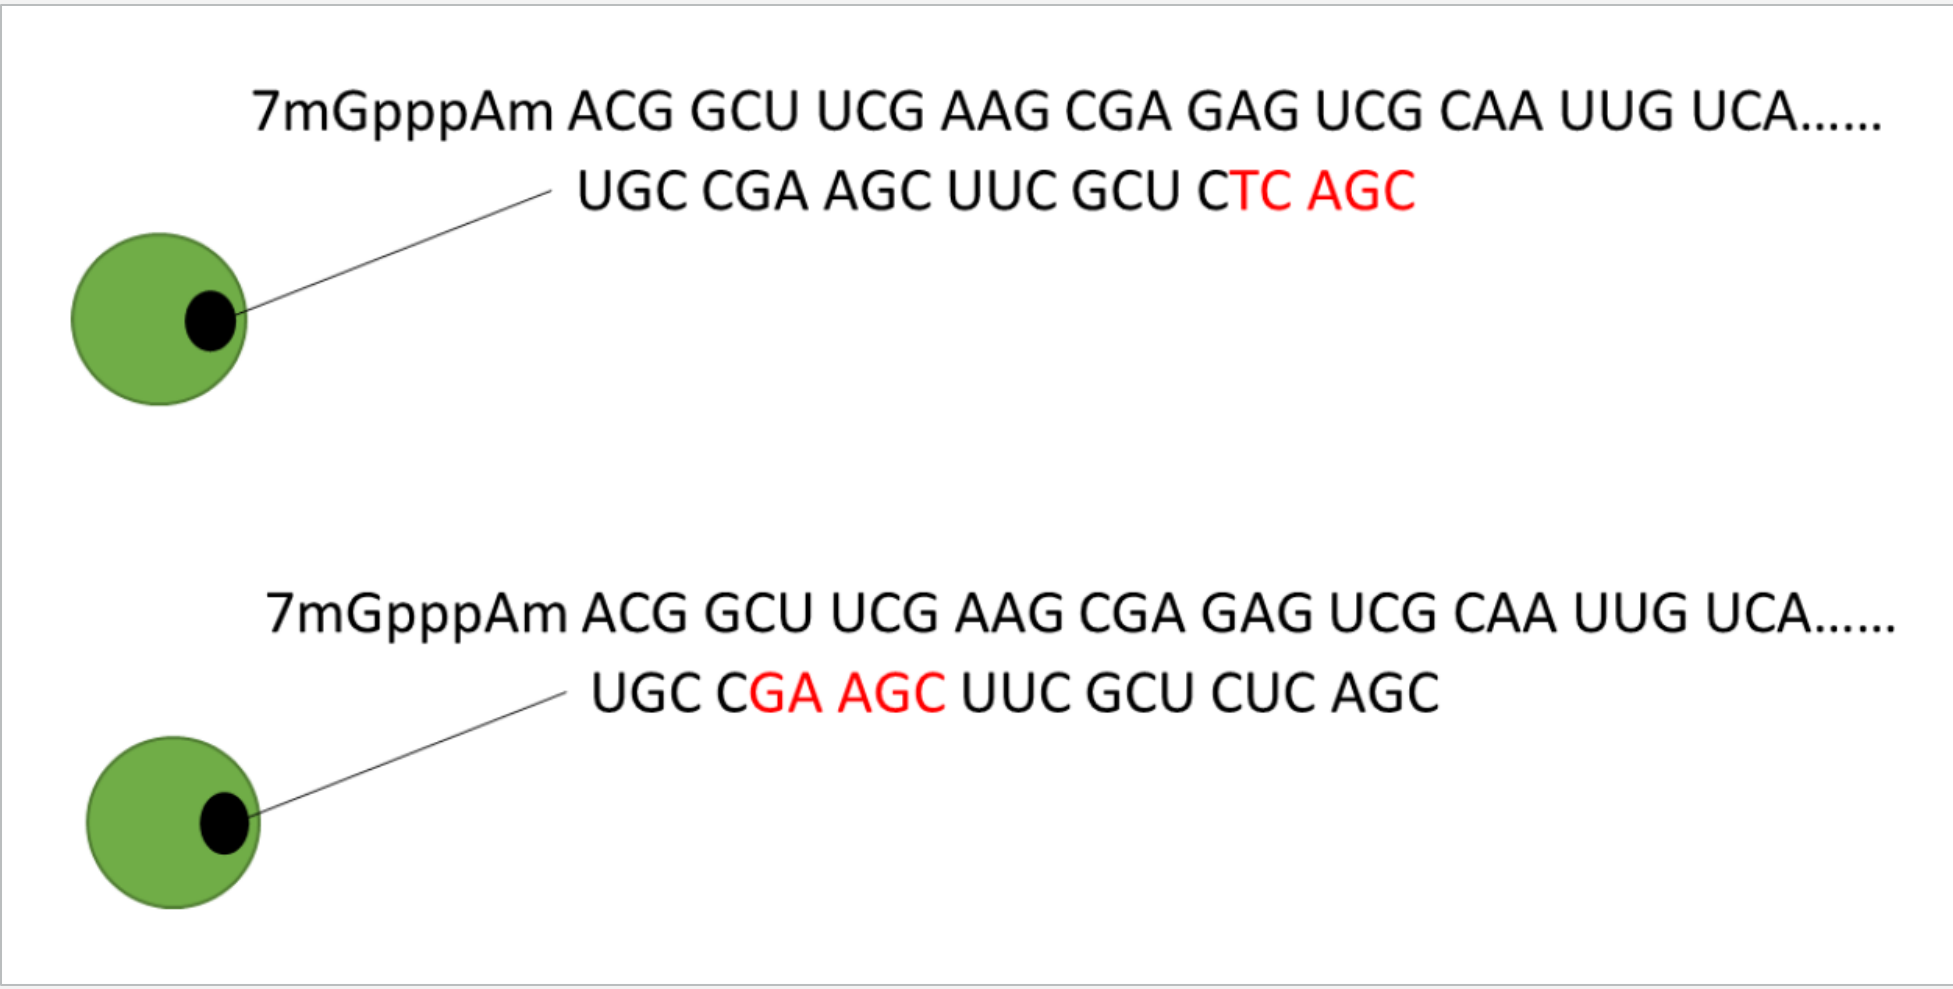 7mGpppAm ACG GCU UCG AAG CGA GAG UCG CAA UUG UCA......
UGC CGA AGC UUC GCU CTC AGC
7mGpppAm ACG GCU UCG AAG CGA GAG UCG CAA UUG UCA......
UGC CGA AGC UUC GCU CUC AGC